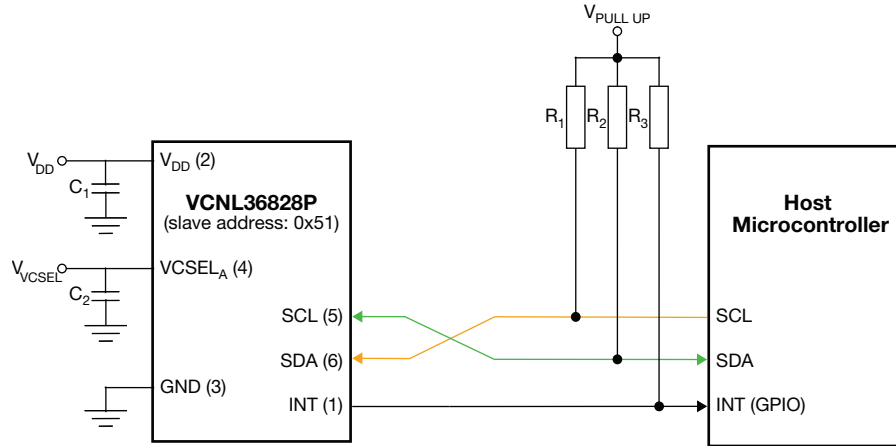 V PULL UP
R1 R2 R3
VDD
VDD (2)
C1
VCNL36828P
(slave address: 0x51)
Host
Microcontroller
VVCSEL
VCSELA (4)
C2
SCL (5)
SCL
SDA (6)
SDA
GND (3)
INT (1)
INT (GPIO)